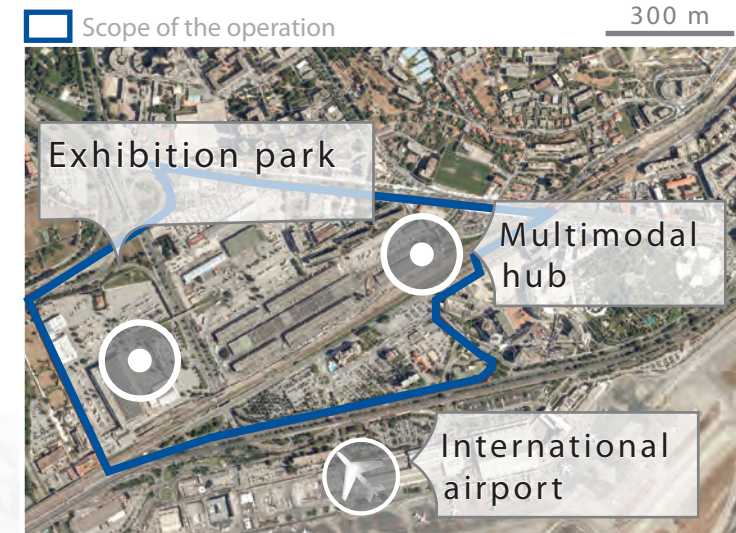 Scope of the operation
300 m
Exhibition park
Multimodal
hub
International
airport